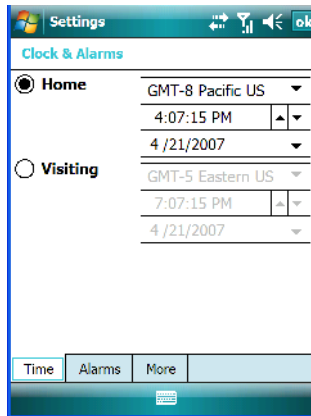 Settings ok
Clock & Alarms
Home GMT-8 Pacific US
4:07:15 PM
4 /21/2007
Visiting GMT-5 Eastern US
7:07:15 PM
4 /21/2007
Time Alarms More